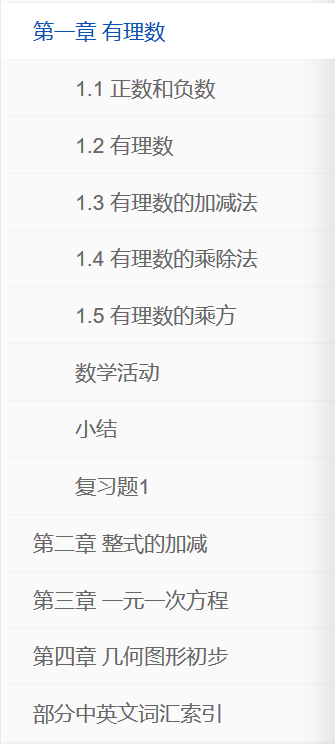 第一章 有理数
1.1 正数和负数
1.2 有理数
1.3 有理数的加减法
1.4 有理数的乘除法
1.5 有理数的乘方
数学活动
小结
复习题1
第二章 整式的加减
第三章 一元一次方程
第四章 几何图形初步
部分中英文词汇索引